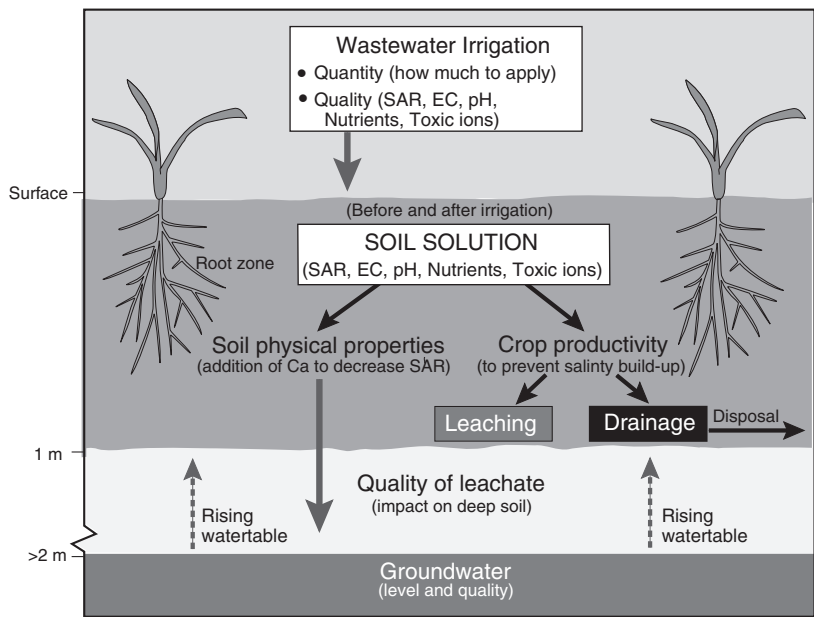 Wastewater Irrigation
• Quantity (how much to apply)
• Quality (SAR, EC, pH,
Nutrients, Toxic ions)
Surface
(Before and after irrigation)
SOIL SOLUTION
(SAR, EC, pH, Nutrients, Toxic ions)
Root zone
Soil physical properties
(addition of Ca to decrease SAR)
Crop productivity
(to prevent salinty build-up)
Leaching
Drainage
Disposal
1 m
Quality of leachate
(impact on deep soil)
Rising
watertable
Rising
watertable
>2 m
Groundwater
(level and quality)